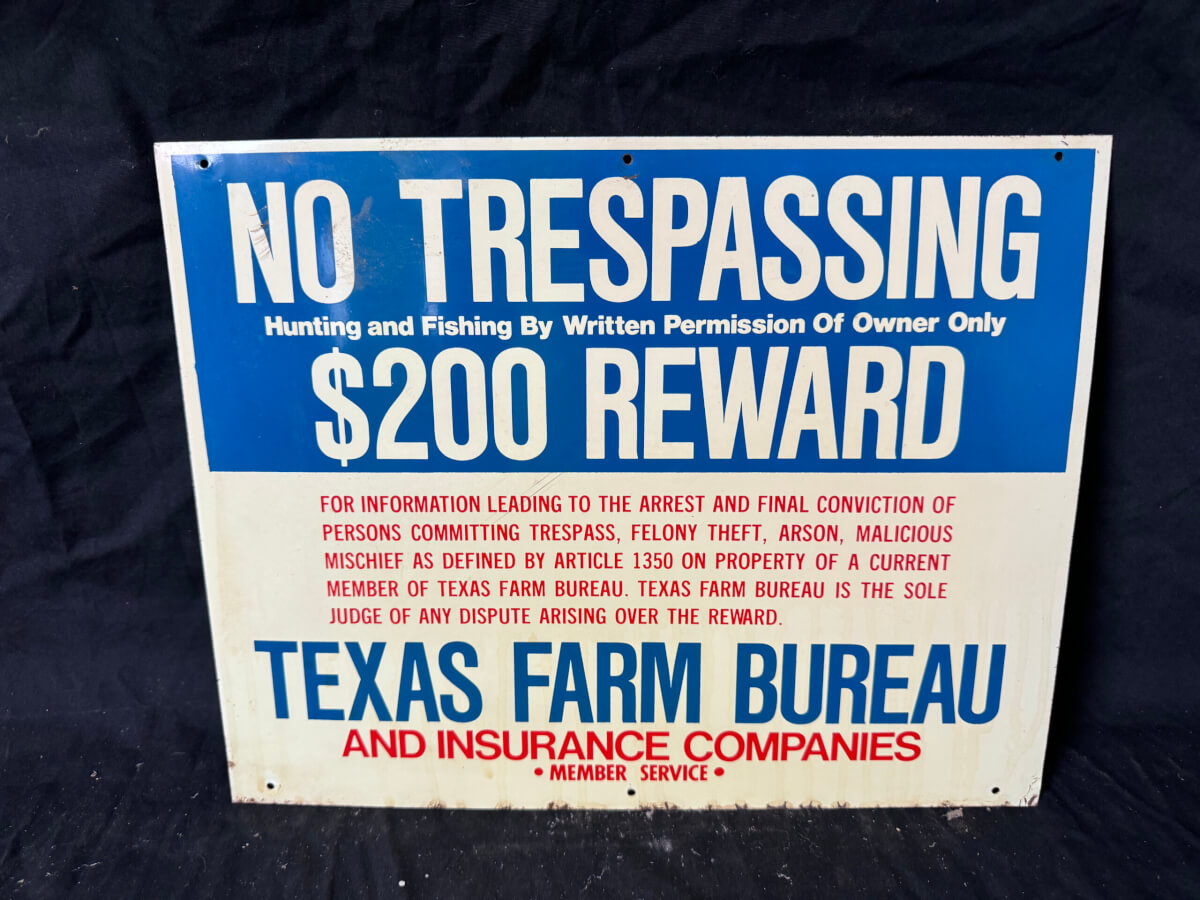 NO TRESPASSING
Hunting and Fishing By Written Permission Of Owner Only
$200 REWARD
FOR INFORMATION LEADING TO THE ARREST AND FINAL CONVICTION OF
PERSONS COMMITTING TRESPASS, FELONY THEFT, ARSON, MALICIOUS
MISCHIEF AS DEFINED BY ARTICLE 1350 ON PROPERTY OF A CURRENT
MEMBER OF TEXAS FARM BUREAU. TEXAS FARM BUREAU IS THE SOLE
JUDGE OF ANY DISPUTE ARISING OVER THE REWARD.
TEXAS FARM BUREAU
AND INSURANCE COMPANIES
• MEMBER SERVICE •